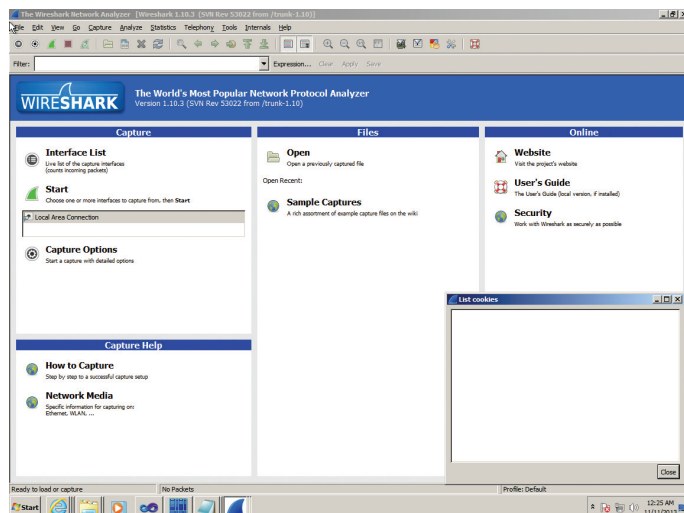 The Wireshark Network Analyzer [Wireshark 1.10.3 (SVN Rev 53022 from /trunk-1.10)]
File Edit View Go Capture Analyze Statistics Telephony Tools Internals Help
Filter: Expression... Clear Apply Save
WIRESHARK
The World's Most Popular Network Protocol Analyzer
Version 1.10.3 (SVN Rev 53022 from /trunk-1.10)
Capture
Interface List
Live list of the capture interfaces
(counts incoming packets)
Start
Choose one or more interfaces to capture from, then Start
Local Area Connection
Capture Options
Start a capture with detailed options
Capture Help
How to Capture
Step by step to a successful capture setup
Network Media
Specific information for capturing on:
Ethernet, WLAN, ...
Files
Open
Open a previously captured file
Open Recent:
Sample Captures
A rich assortment of example capture files on the wiki
Online
Website
Visit the project's website
User's Guide
The User's Guide (local version, if installed)
Security
Work with Wireshark as securely as possible
List cookies
Close
Ready to load or capture No Packets Profile: Default
Start
12:25 AM
11/11/2013